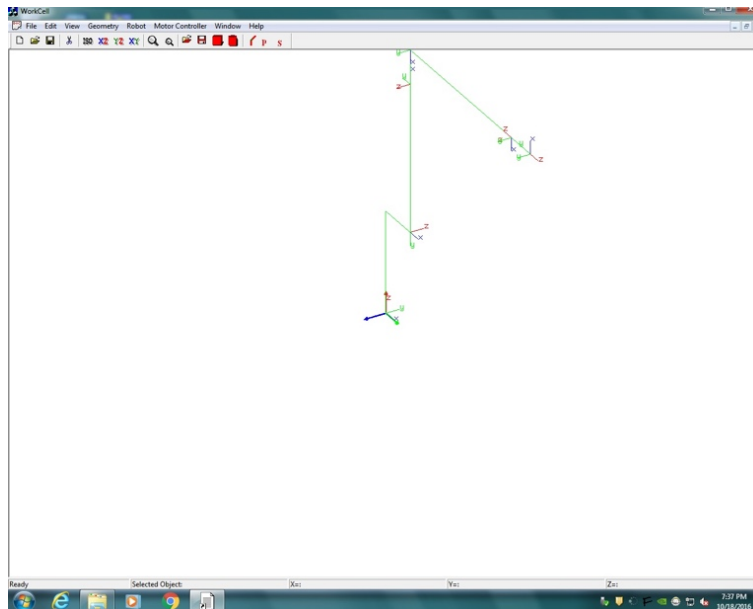 WorkCell
File Edit View Geometry Robot Motor Controller Window Help
ISO XZ YZ XY P S
y
x
x
y
z
z
x
y
x
y
y
z
z
x
y
z
y
x
Ready Selected Object: X=: Y=: Z=:
7:37 PM